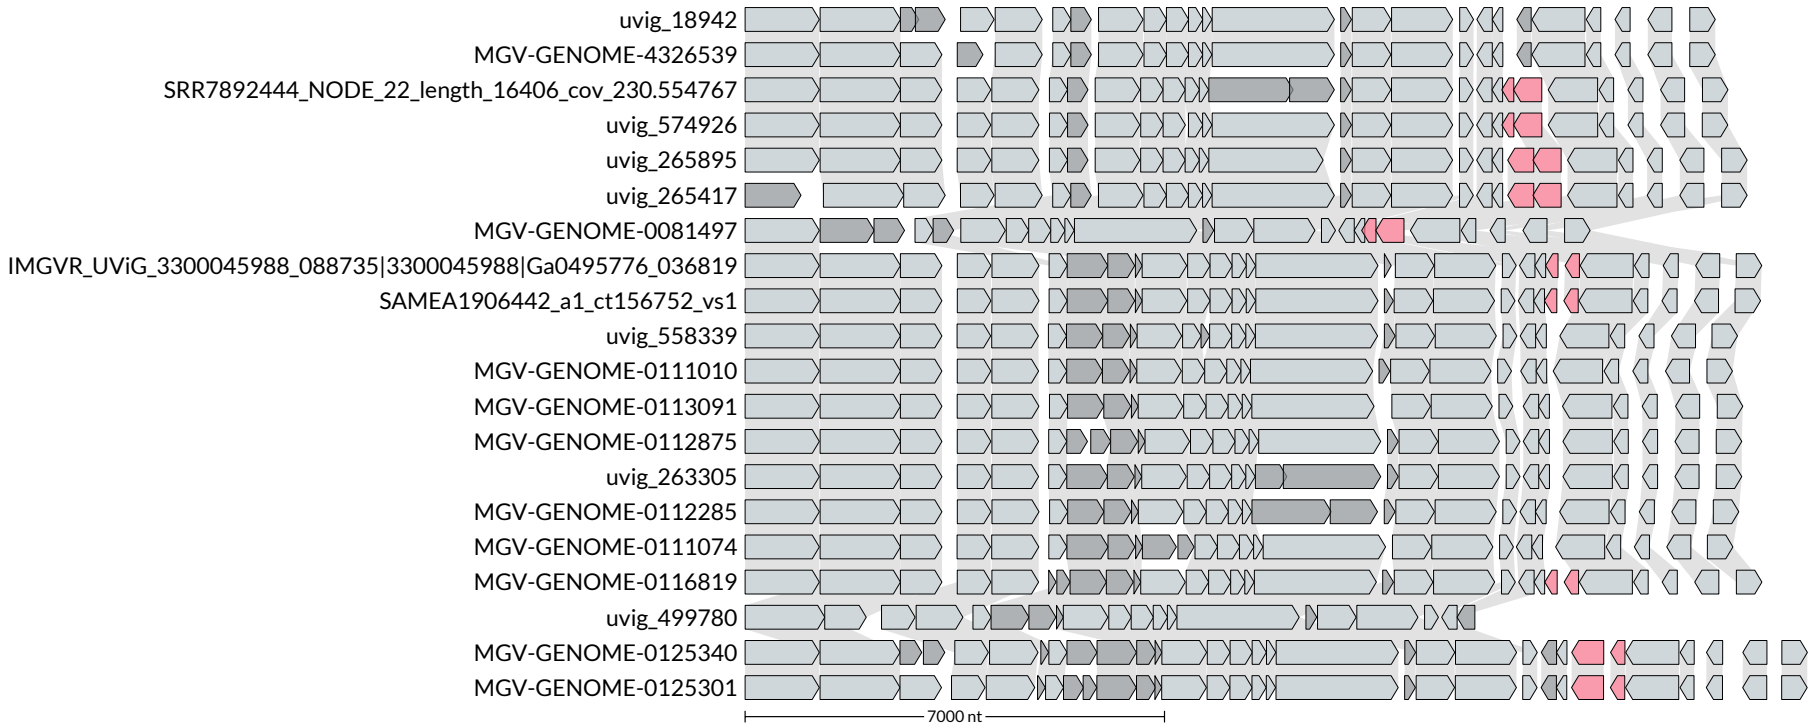 uvig_18942
MGV-GENOME-4326539
SRR7892444_NODE_22_length_16406_cov_230.554767
uvig_574926
uvig_265895
uvig_265417
MGV-GENOME-0081497
IMGVR_UViG_3300045988_088735|3300045988|Ga0495776_036819
SAMEA1906442_a1_ct156752_vs1
uvig_558339
MGV-GENOME-0111010
MGV-GENOME-0113091
MGV-GENOME-0112875
uvig_263305
MGV-GENOME-0112285
MGV-GENOME-0111074
MGV-GENOME-0116819
uvig_499780
MGV-GENOME-0125340
MGV-GENOME-0125301
7000 nt